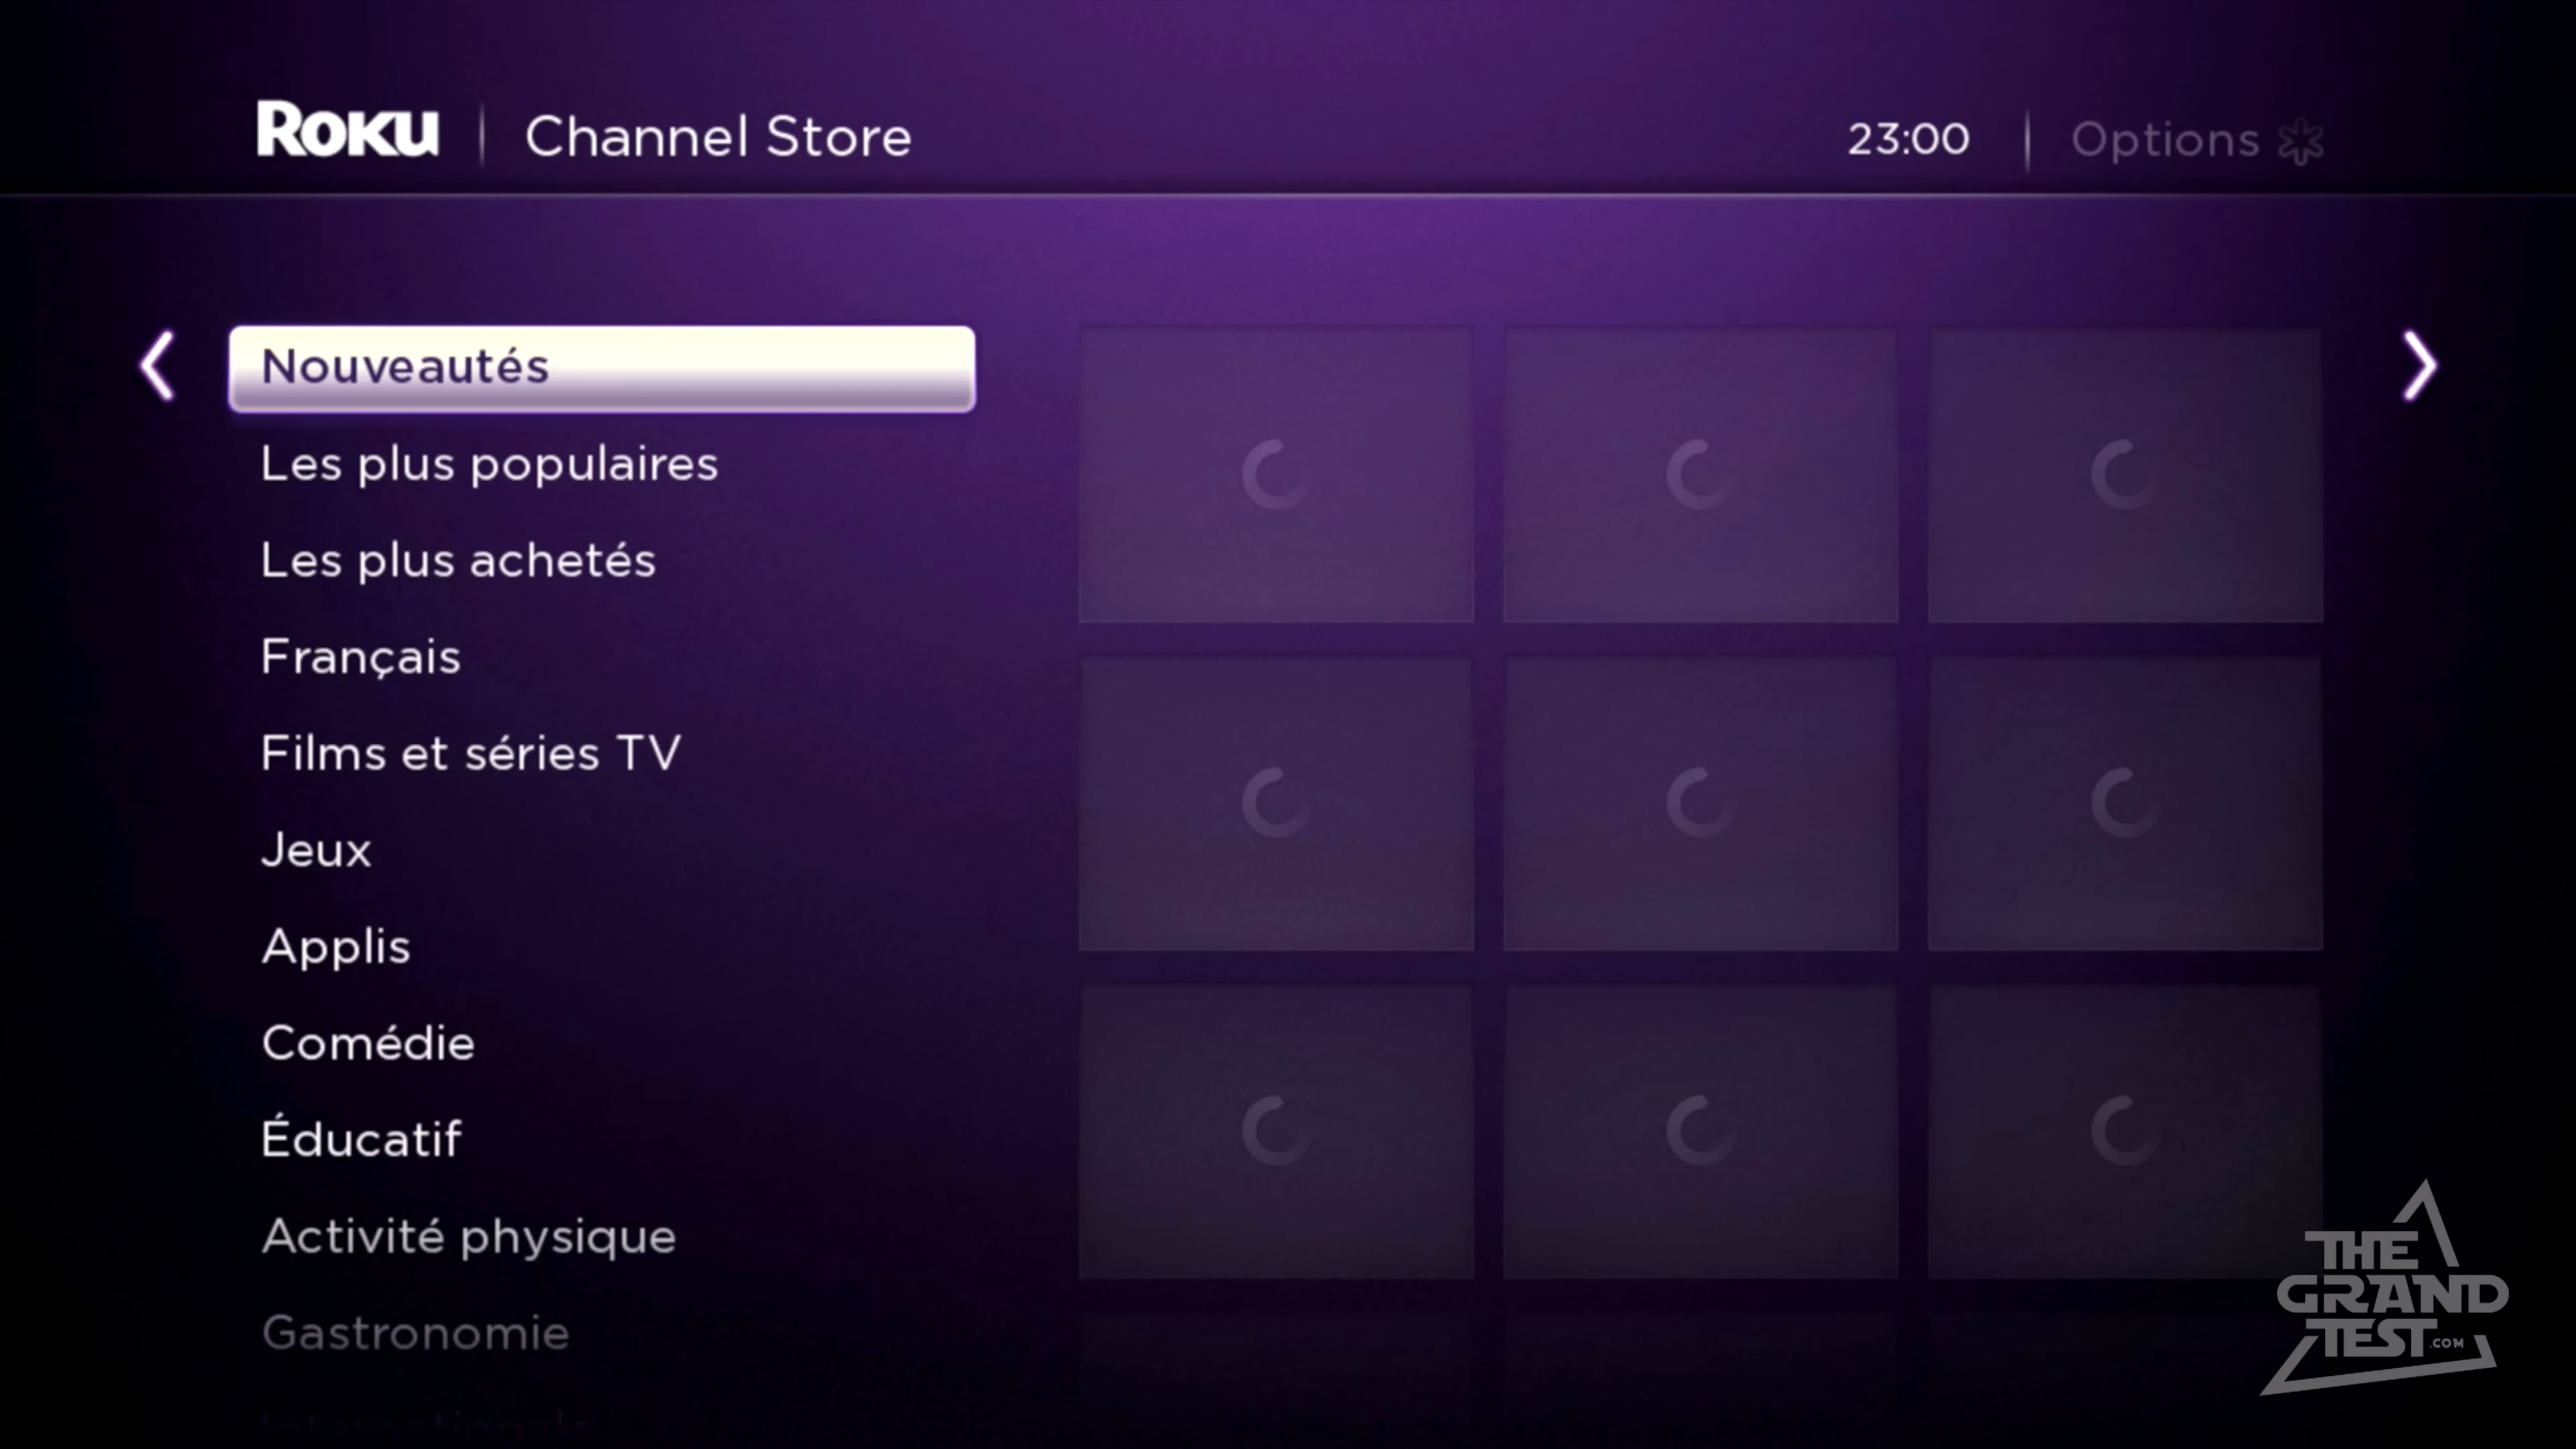 Roku Channel Store 23:00 Options
Nouveautés
Les plus populaires
Les plus achetés
Français
Films et séries TV
Jeux
Applis
Comédie
Éducatif
Activité physique
Gastronomie
THE
GRAND
TEST.COM